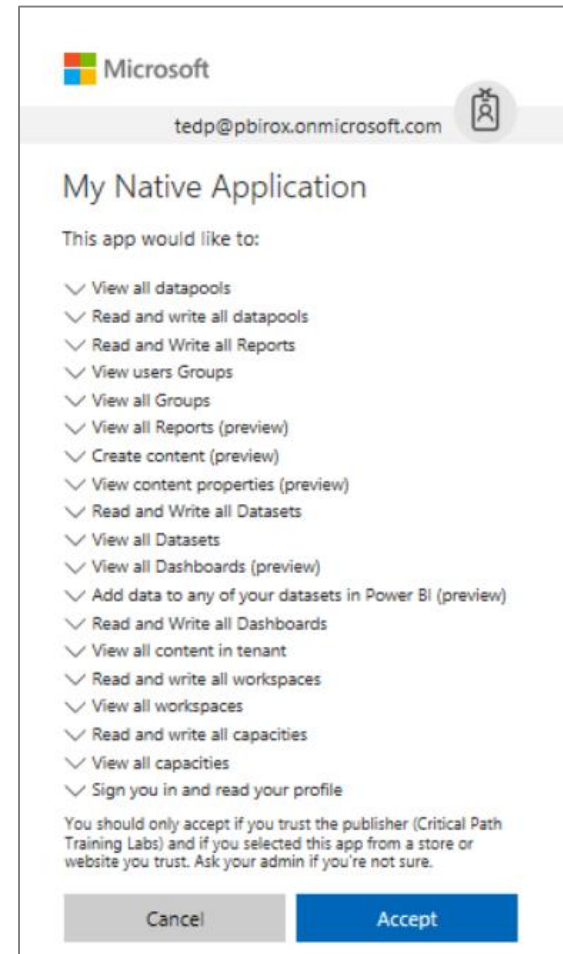 Microsoft
tedp@pbirox.onmicrosoft.com
My Native Application
This app would like to:
View all datapools
Read and write all datapools
Read and Write all Reports
View users Groups
View all Groups
View all Reports (preview)
Create content (preview)
View content properties (preview)
Read and Write all Datasets
View all Datasets
View all Dashboards (preview)
Add data to any of your datasets in Power BI (preview)
Read and Write all Dashboards
View all content in tenant
Read and write all workspaces
View all workspaces
Read and write all capacities
View all capacities
Sign you in and read your profile
You should only accept if you trust the publisher (Critical Path
Training Labs) and if you selected this app from a store or
website you trust. Ask your admin if you're not sure.
Cancel Accept